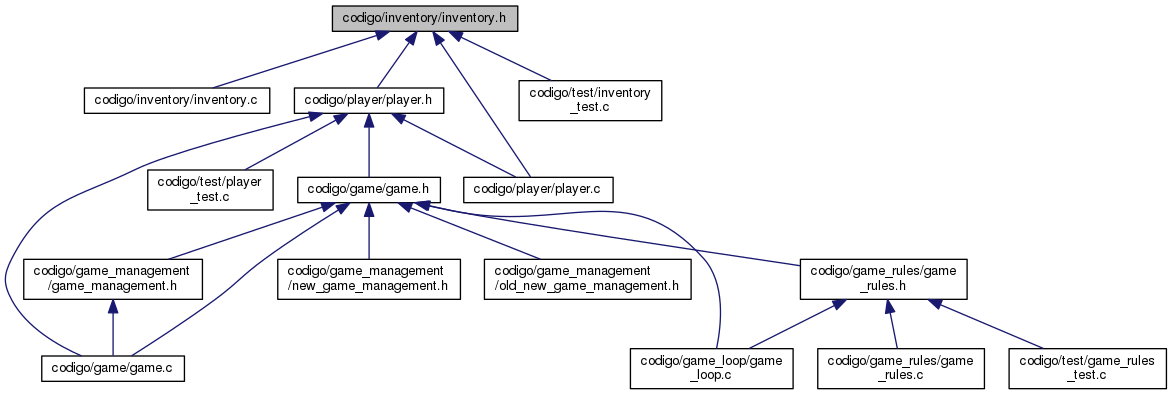 codigo/inventory/inventory.h
codigo/inventory/inventory.c
codigo/player/player.h
codigo/test/inventory
_test.c
codigo/test/player
_test.c
codigo/game/game.h
codigo/player/player.c
codigo/game_management
/game_management.h
codigo/game_management
/new_game_management.h
codigo/game_management
/old_new_game_management.h
codigo/game_rules/game
_rules.h
codigo/game/game.c
codigo/game_loop/game
_loop.c
codigo/game_rules/game
_rules.c
codigo/test/game_rules
_test.c